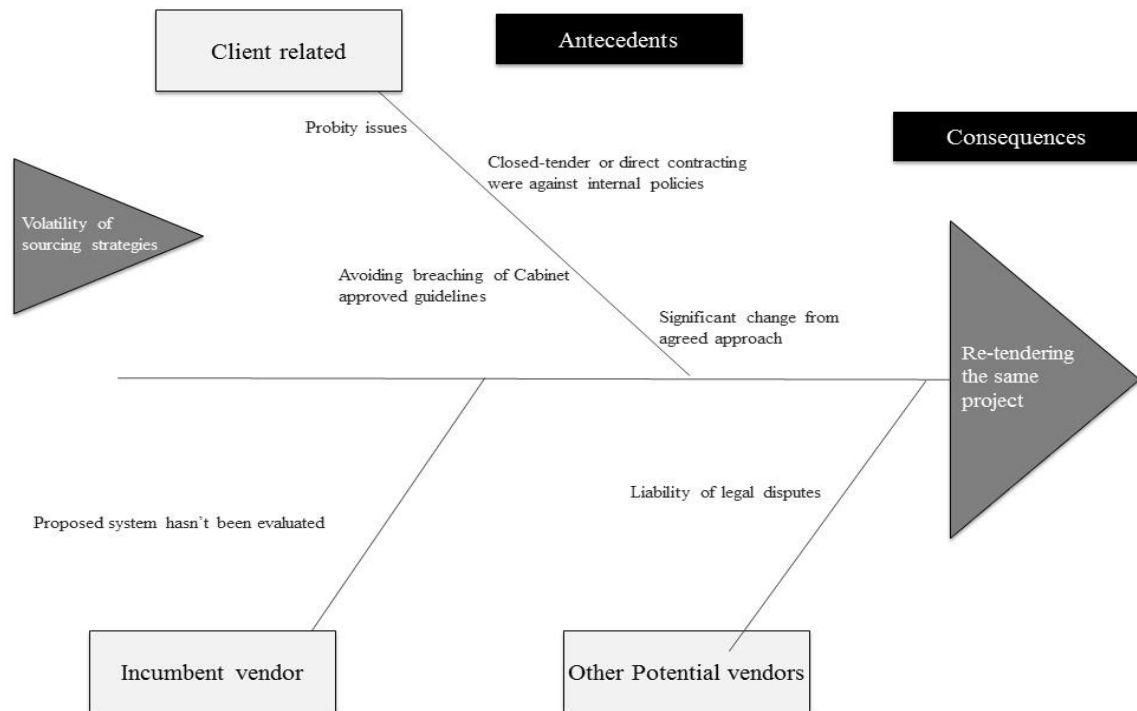 Client related
Antecedents
Consequences
Probity issues
Closed-tender or direct contracting
were against internal policies
Volatility of
sourcing strategies
Avoiding breaching of Cabinet
approved guidelines
Significant change from
agreed approach
Re-tendering
the same
project
Liability of legal disputes
Proposed system hasn’t been evaluated
Incumbent vendor
Other Potential vendors